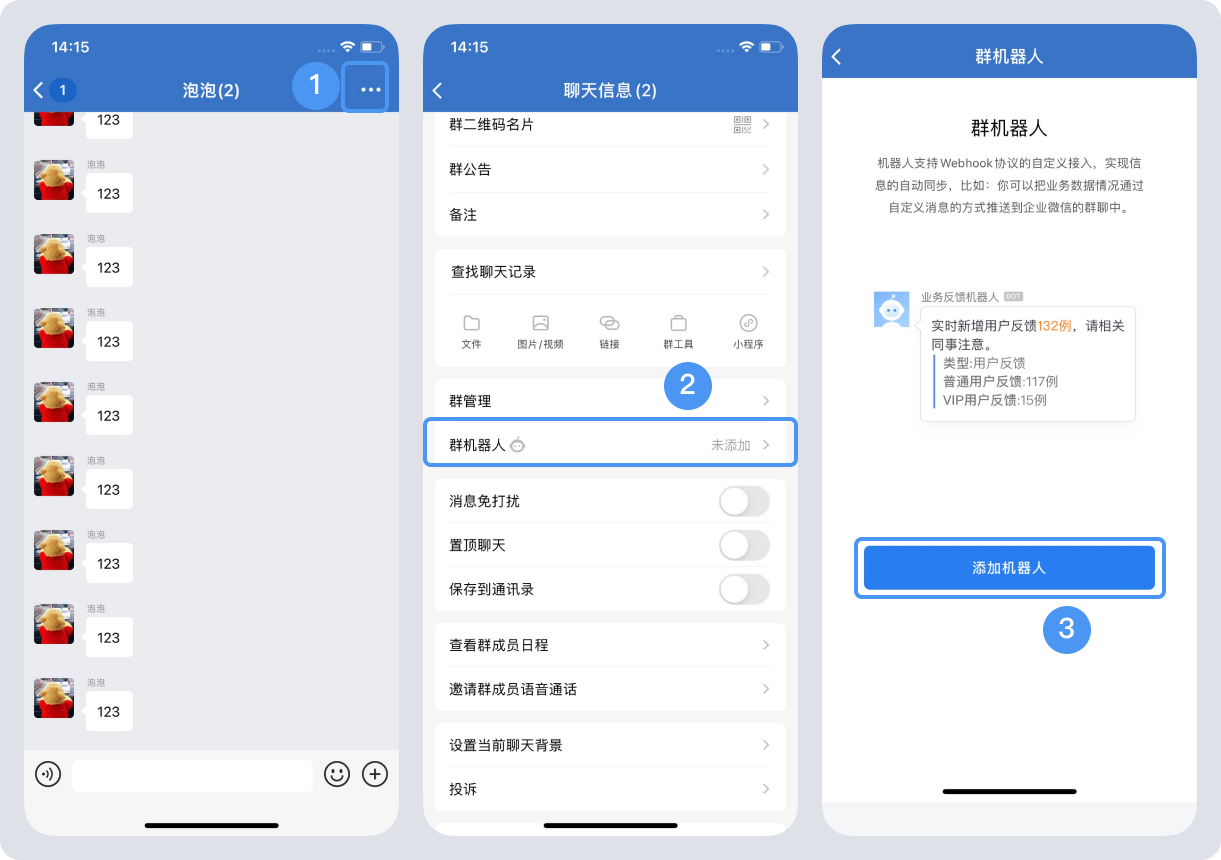 14:15
1
泡泡(2)
1
123
泡泡
123
泡泡
123
泡泡
123
泡泡
123
泡泡
123
泡泡
123
泡泡
123
泡泡
123
14:15
聊天信息(2)
群二维码名片
群公告
备注
查找聊天记录
文件
图片/视频
链接
群工具
小程序
2
群管理
群机器人
未添加
消息免打扰
置顶聊天
保存到通讯录
查看群成员日程
邀请群成员语音通话
设置当前聊天背景
投诉
群机器人
群机器人
机器人支持Webhook协议的自定义接入，实现信
息的自动同步，比如：你可以把业务数据情况通过
自定义消息的方式推送到企业微信的群聊中。
业务反馈机器人 BOT
实时新增用户反馈132例，请相关
同事注意。
类型:用户反馈
普通用户反馈:117例
VIP用户反馈:15例
添加机器人
3